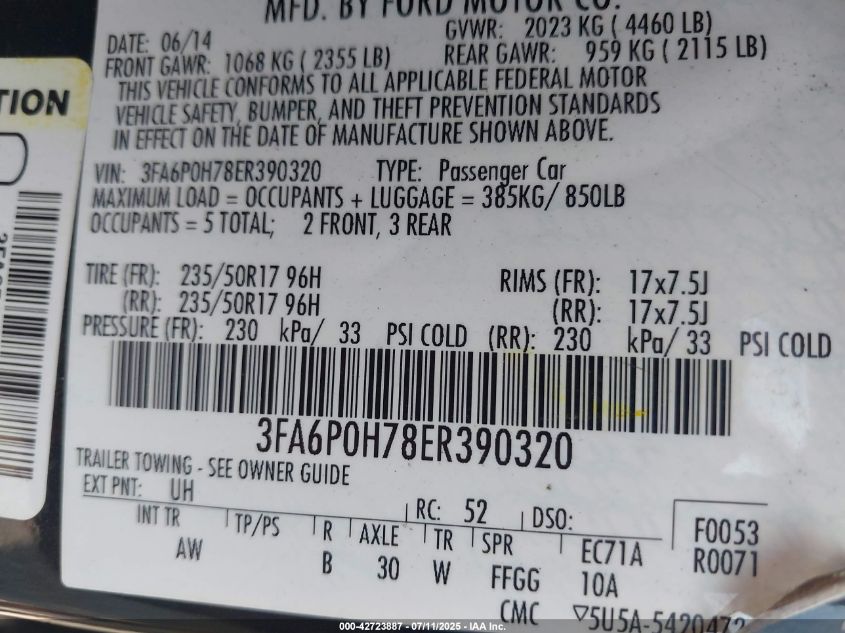 MFD. BY FORD MOTOR CO.
DATE: 06/14 GVWR: 2023 KG ( 4460 LB)
FRONT GAWR: 1068 KG ( 2355 LB) REAR GAWR: 959 KG ( 2115 LB)
THIS VEHICLE CONFORMS TO ALL APPLICABLE FEDERAL MOTOR
VEHICLE SAFETY, BUMPER, AND THEFT PREVENTION STANDARDS
IN EFFECT ON THE DATE OF MANUFACTURE SHOWN ABOVE.
VIN: 3FA6P0H78ER390320 TYPE: Passenger Car
MAXIMUM LOAD = OCCUPANTS + LUGGAGE = 385KG/ 850LB
OCCUPANTS = 5 TOTAL; 2 FRONT, 3 REAR
TIRE (FR): 235/50R17 96H RIMS (FR): 17x7.5J
(RR): 235/50R17 96H (RR): 17x7.5J
PRESSURE (FR): 230 kPa/ 33 PSI COLD (RR): 230 kPa/ 33 PSI COLD
3FA6P0H78ER390320
TRAILER TOWING - SEE OWNER GUIDE
EXT PNT: UH RC: 52 DSO: F0053
INT TR TP/PS R AXLE TR SPR EC71A R0071
AW B 30 W FFGG 10A
CMC ▽5U5A-5420472
TION
000-42723887 - 07/11/2025 - IAA Inc.